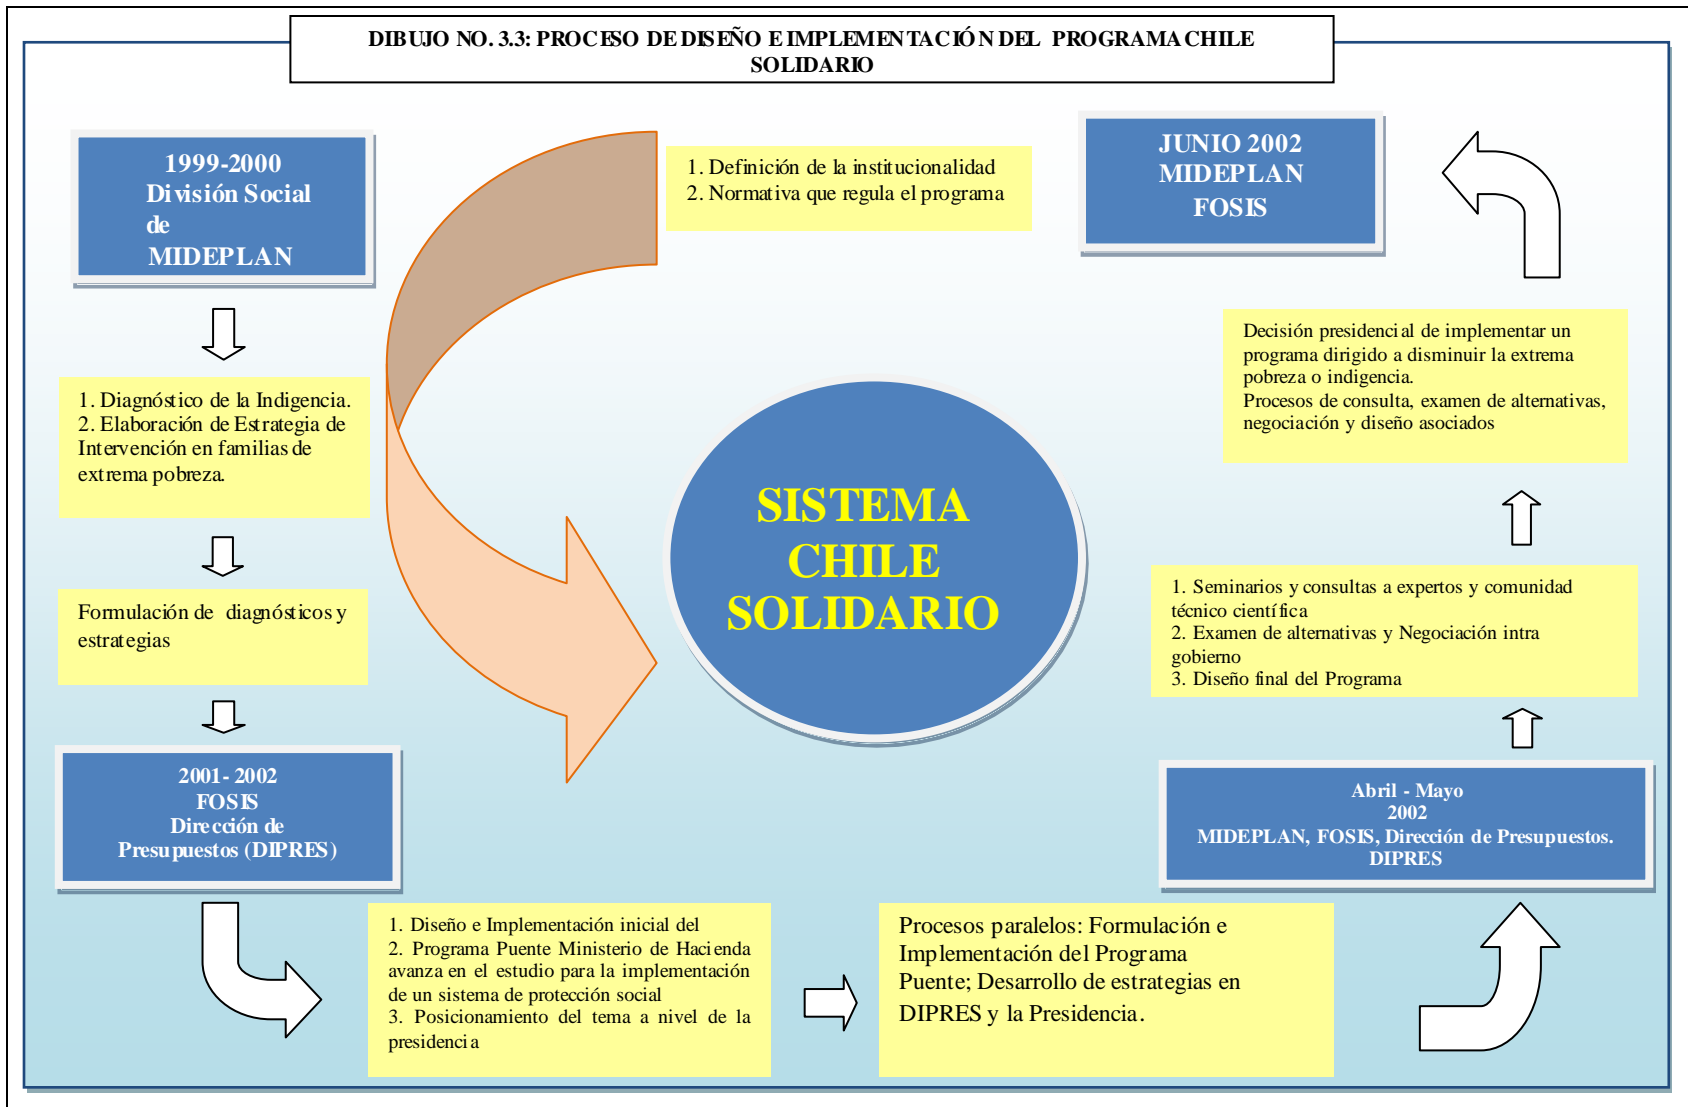 DIBUJO NO. 3.3: PROCESO DE DISEÑO E IMPLEMENTACIÓN DEL PROGRAMA CHILE
SOLIDARIO
1999-2000
División Social
de
MIDEPLAN
1. Diagnóstico de la Indigencia.
2. Elaboración de Estrategia de
Intervención en familias de
extrema pobreza.
Formulación de diagnósticos y
estrategias
2001- 2002
FOSIS
Dirección de
Presupuestos (DIPRES)
1. Diseño e Implementación inicial del
2. Programa Puente Ministerio de Hacienda
avanza en el estudio para la implementación
de un sistema de protección social
3. Posicionamiento del tema a nivel de la
presidencia
Procesos paralelos: Formulación e
Implementación del Programa
Puente; Desarrollo de estrategias en
DIPRES y la Presidencia.
Abril - Mayo
2002
MIDEPLAN, FOSIS, Dirección de Presupuestos.
DIPRES
1. Seminarios y consultas a expertos y comunidad
técnico científica
2. Examen de alternativas y Negociación intra
gobierno
3. Diseño final del Programa
Decisión presidencial de implementar un
programa dirigido a disminuir la extrema
pobreza o indigencia.
Procesos de consulta, examen de alternativas,
negociación y diseño asociados
JUNIO 2002
MIDEPLAN
FOSIS
1. Definición de la institucionalidad
2. Normativa que regula el programa
SISTEMA
CHILE
SOLIDARIO